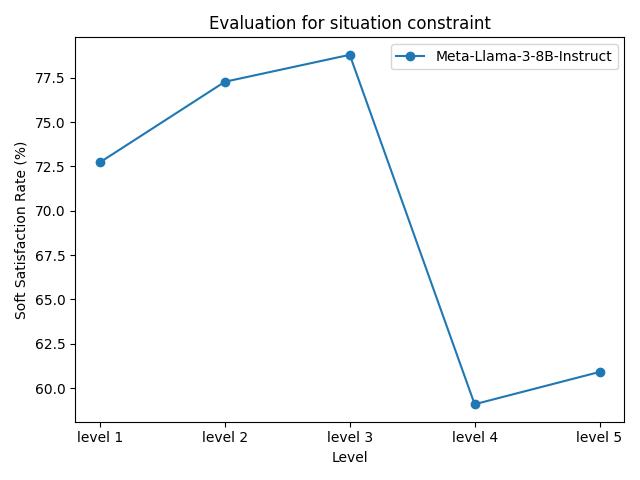 Evaluation for situation constraint
Meta-Llama-3-8B-Instruct
Soft Satisfaction Rate (%)
77.5
75.0
72.5
70.0
67.5
65.0
62.5
60.0
level 1 level 2 level 3 level 4 level 5
Level